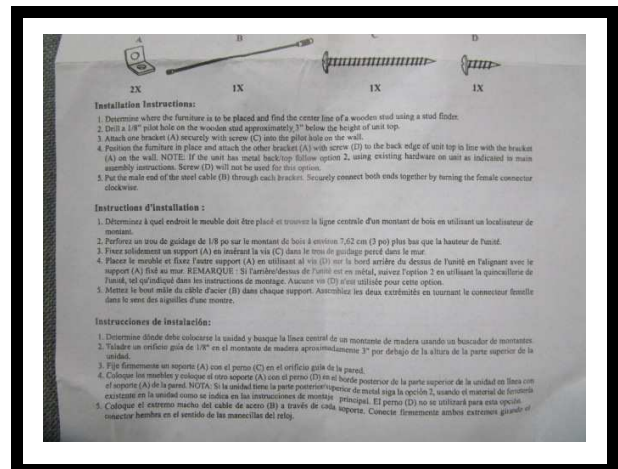 A B C D
2X 1X 1X 1X
Installation Instructions:
1. Determine where the furniture is to be placed and find the center line of a wooden stud using a stud finder.
2. Drill a 1/8" pilot hole on the wooden stud approximately 3" below the height of unit top.
3. Attach one bracket (A) securely with screw (C) into the pilot hole on the wall.
4. Position the furniture in place and attach the other bracket (A) with screw (D) to the back edge of unit top in line with the bracket
(A) on the wall. NOTE: If the unit has metal back/top follow option 2, using existing hardware on unit as indicated in main
assembly instructions. Screw (D) will not be used for this option.
5. Put the male end of the steel cable (B) through each bracket. Securely connect both ends together by turning the female connector
clockwise.
Instructions d'installation :
1. Déterminez à quel endroit le meuble doit être placé et trouvez la ligne centrale d'un montant de bois en utilisant un localisateur de
montant.
2. Perforez un trou de guidage de 1/8 po sur le montant de bois à environ 7,62 cm (3 po) plus bas que la hauteur de l'unité.
3. Fixez solidement un support (A) en insérant la vis (C) dans le trou de guidage percé dans le mur.
4. Placez le meuble et fixez l'autre support (A) en utilisant al vis (D) sur le bord arrière du dessus de l'unité en l'alignant avec le
support (A) fixé au mur. REMARQUE : Si l'arrière/dessus de l'unité est en métal, suivez l'option 2 en utilisant la quincaillerie de
l'unité, tel qu'indiqué dans les instructions de montage. Aucune vis (D) n'est utilisée pour cette option.
5. Mettez le bout mâle du câble d'acier (B) dans chaque support. Assemblez les deux extrémités en tournant le connecteur femelle
dans le sens des aiguilles d'une montre.
Instrucciones de instalación:
1. Determine dónde debe colocarse la unidad y busque la línea central de un montante de madera usando un buscador de montantes.
2. Taladre un orificio guía de 1/8" en el montante de madera aproximadamente 3" por debajo de la altura de la parte superior de la
unidad.
3. Fije firmemente un soporte (A) con el perno (C) en el orificio guía de la pared.
4. Coloque los muebles y coloque el otro soporte (A) con el perno (D) en el borde posterior de la parte superior de la unidad en línea con
el soporte (A) de la pared. NOTA: Si la unidad tiene la parte posterior/superior de metal siga la opción 2, usando el material de ferretería
existente en la unidad como se indica en las instrucciones de montaje principal. El perno (D) no se utilizará para esta opción.
5. Coloque el extremo macho del cable de acero (B) a través de cada soporte. Conecte firmemente ambos extremos girando el
conector hembra en el sentido de las manecillas del reloj.